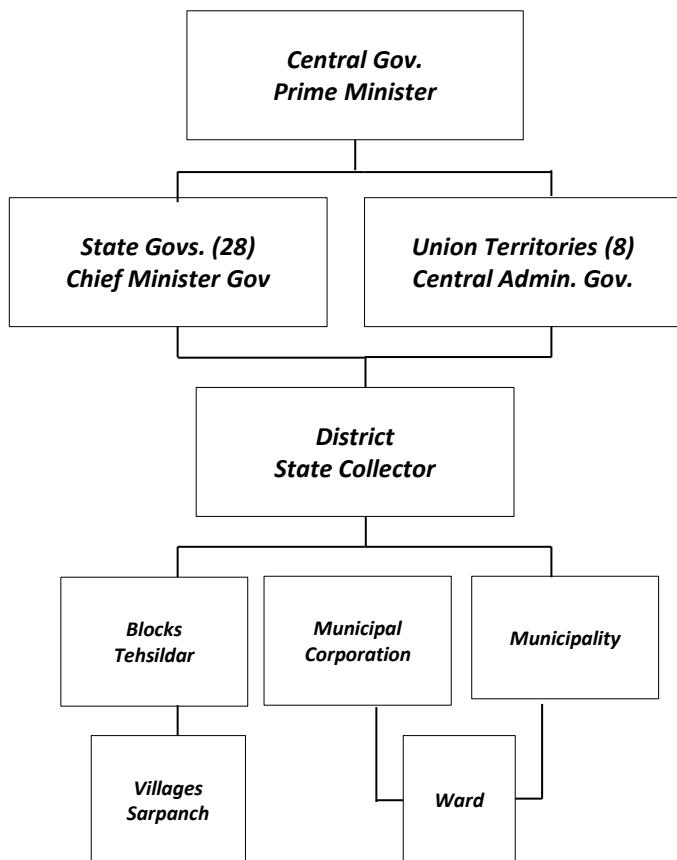 Central Gov.
Prime Minister
State Govs. (28)
Chief Minister Gov
Union Territories (8)
Central Admin. Gov.
District
State Collector
Blocks
Tehsildar
Municipal
Corporation
Municipality
Villages
Sarpanch
Ward